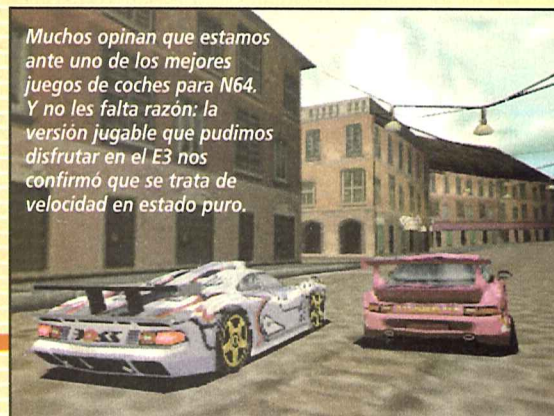 Muchos opinan que estamos
ante uno de los mejores
juegos de coches para N64.
Y no les falta razón: la
versión jugable que pudimos
disfrutar en el E3 nos
confirmó que se trata de
velocidad en estado puro.